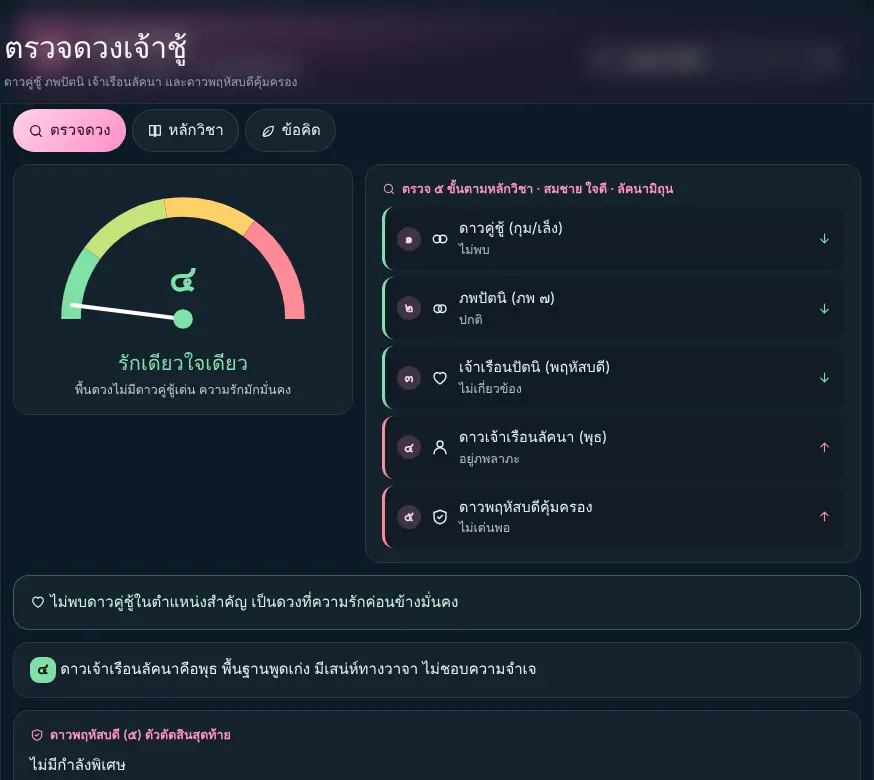 ตรวจดวงเจ้าชู้
ดาวคู่ชู้ ภพปัตนิ เจ้าเรือนลัคนา และดาวพฤหัสบดีคุ้มครอง
ตรวจดวง
หลักวิชา
ข้อคิด
๔
รักเดียวใจเดียว
พื้นดวงไม่มีดาวคู่ชู้เด่น ความรักมักมั่นคง
ตรวจ ๕ ขั้นตามหลักวิชา · สมชาย ใจดี · ลัคนามิถุน
๑ ดาวคู่ชู้ (กุม/เล็ง) ↓
ไม่พบ
๒ ภพปัตนิ (ภพ ๗) ↓
ปกติ
๓ เจ้าเรือนปัตนิ (พฤหัสบดี) ↓
ไม่เกี่ยวข้อง
๔ ดาวเจ้าเรือนลัคนา (พุธ) ↑
อยู่ภพลาภะ
๕ ดาวพฤหัสบดีคุ้มครอง ↑
ไม่เด่นพอ
ไม่พบดาวคู่ชู้ในตำแหน่งสำคัญ เป็นดวงที่ความรักค่อนข้างมั่นคง
๔ ดาวเจ้าเรือนลัคนาคือพุธ พื้นฐานพูดเก่ง มีเสน่ห์ทางวาจา ไม่ชอบความจำเจ
ดาวพฤหัสบดี (๕) ตัวตัดสินสุดท้าย
ไม่มีกำลังพิเศษ